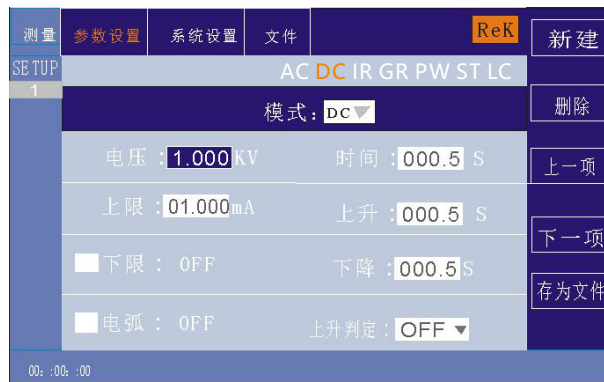 测量 参数设置 系统设置 文件 ReK 新建
SETUP AC DC IR GR PW ST LC
1
模式：DC 删除
电压：1.000 KV 时间：000.5 S 上一项
上限：01.000mA 上升：000.5 S
下一项
下限： OFF 下降：000.5 S
存为文件
电弧： OFF 上升判定：OFF
00: :00: :00